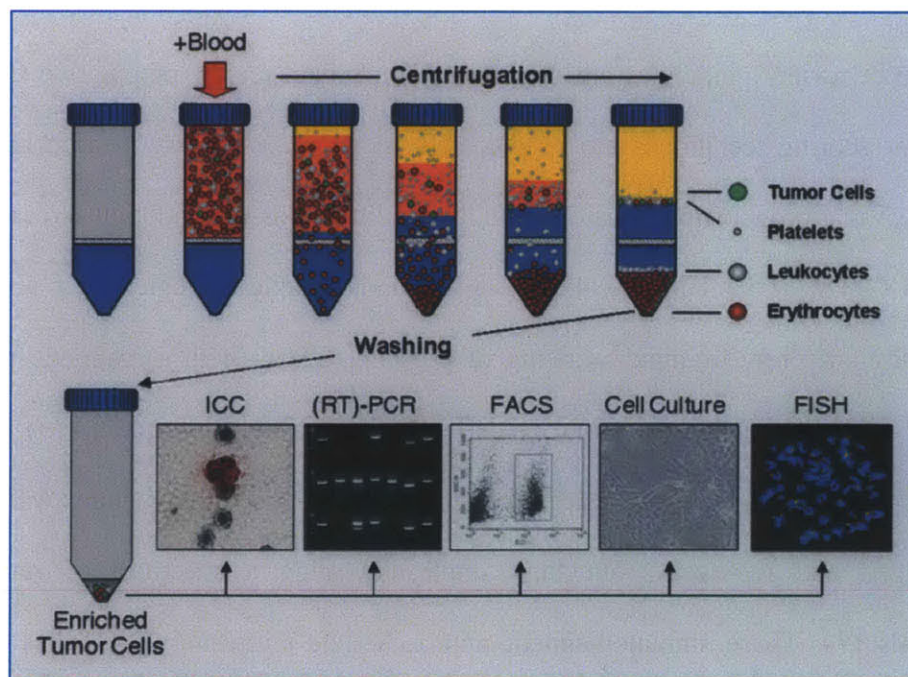 +Blood
Centrifugation
Tumor Cells
Platelets
Leukocytes
Erythrocytes
Washing
ICC
(RT)-PCR
FACS
Cell Culture
FISH
Enriched
Tumor Cells